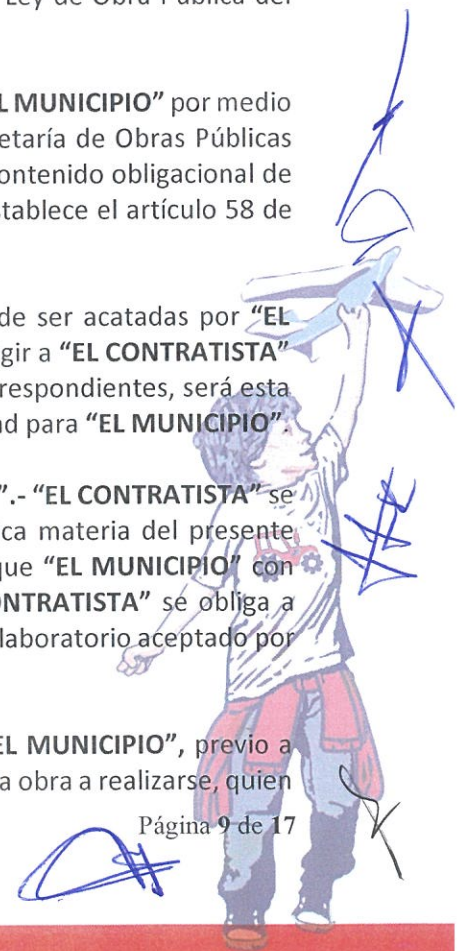 Ley de Obra Pública del
EL MUNICIPIO" por medio
etaría de Obras Públicas
ontenido obligacional de
stablece el artículo 58 de
de ser acatadas por "EL
gir a "EL CONTRATISTA"
respondientes, será esta
ad para "EL MUNICIPIO".
".- "EL CONTRATISTA" se
ica materia del presente
que "EL MUNICIPIO" con
ONTRATISTA" se obliga a
laboratorio aceptado por
EL MUNICIPIO", previo a
a obra a realizarse, quien
Página 9 de 17